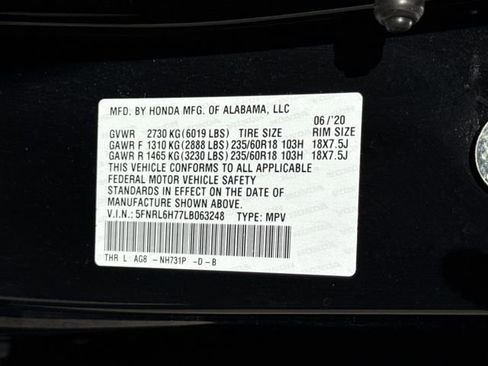 MFD. BY HONDA MFG. OF ALABAMA, LLC
06 /'20
GVWR 2730 KG(6019 LBS) TIRE SIZE RIM SIZE
GAWR F 1310 KG(2888 LBS) 235/60R18 103H 18X7.5J
GAWR R 1465 KG(3230 LBS) 235/60R18 103H 18X7.5J
THIS VEHICLE CONFORMS TO ALL APPLICABLE
FEDERAL MOTOR VEHICLE SAFETY
STANDARDS IN EFFECT ON THE DATE OF
MANUFACTURE SHOWN ABOVE.
V.I.N.: 5FNRL6H77LB063248 TYPE: MPV
THR L AG8 -NH731P -D-B